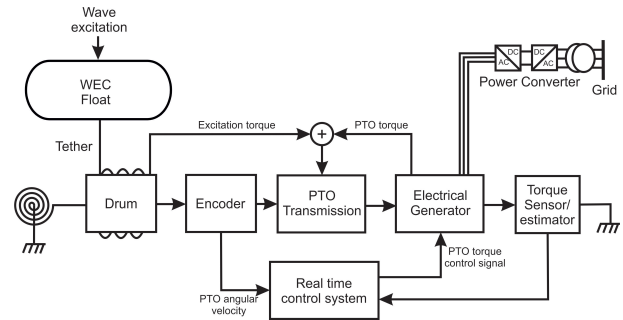 Wave
excitation
WEC
Float
Tether
Excitation torque
+
PTO torque
DC
AC
DC
AC
Power Converter
Grid
Drum
Encoder
PTO
Transmission
Electrical
Generator
Torque
Sensor/
estimator
PTO torque
control signal
Real time
control system
PTO angular
velocity